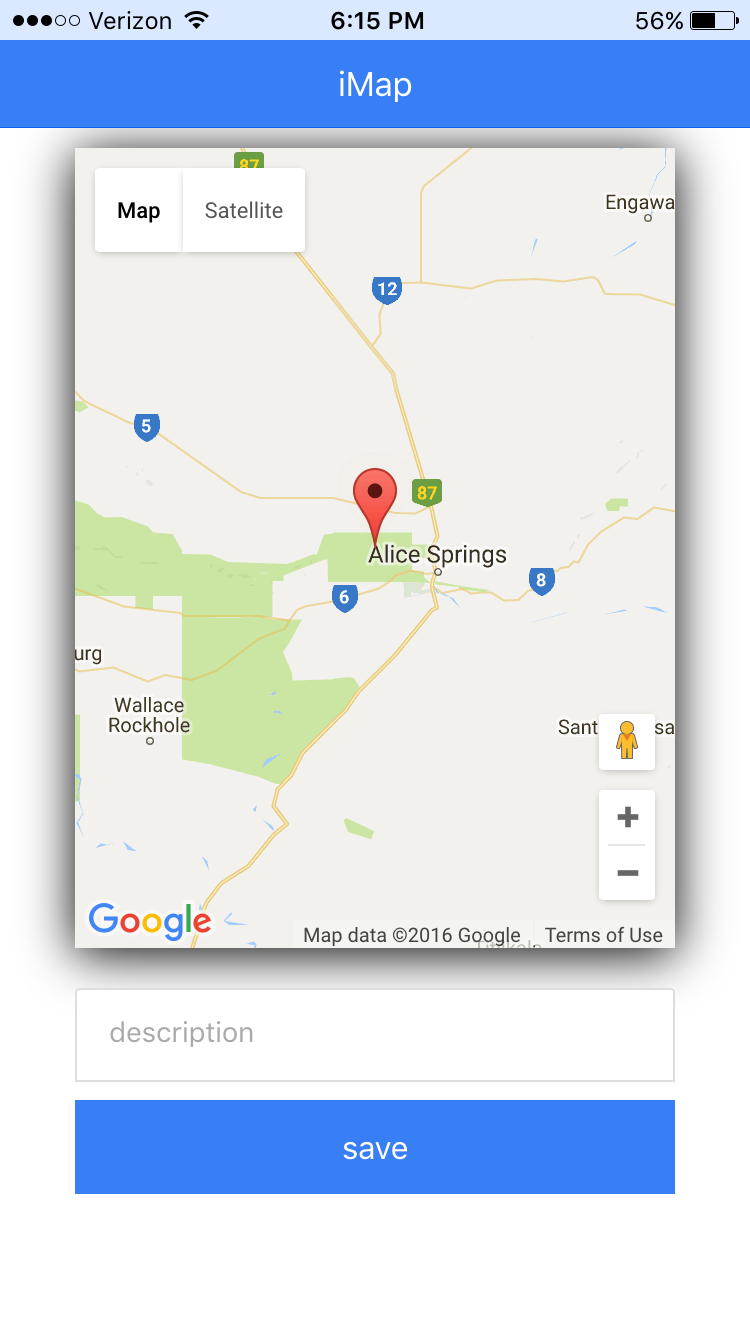 Verizon 6:15 PM 56%
iMap
87
Map Satellite
Engawa
12
5
87
Alice Springs
8
6
urg
Wallace
Rockhole
Sant sa
Google
Map data ©2016 Google Terms of Use
description
save